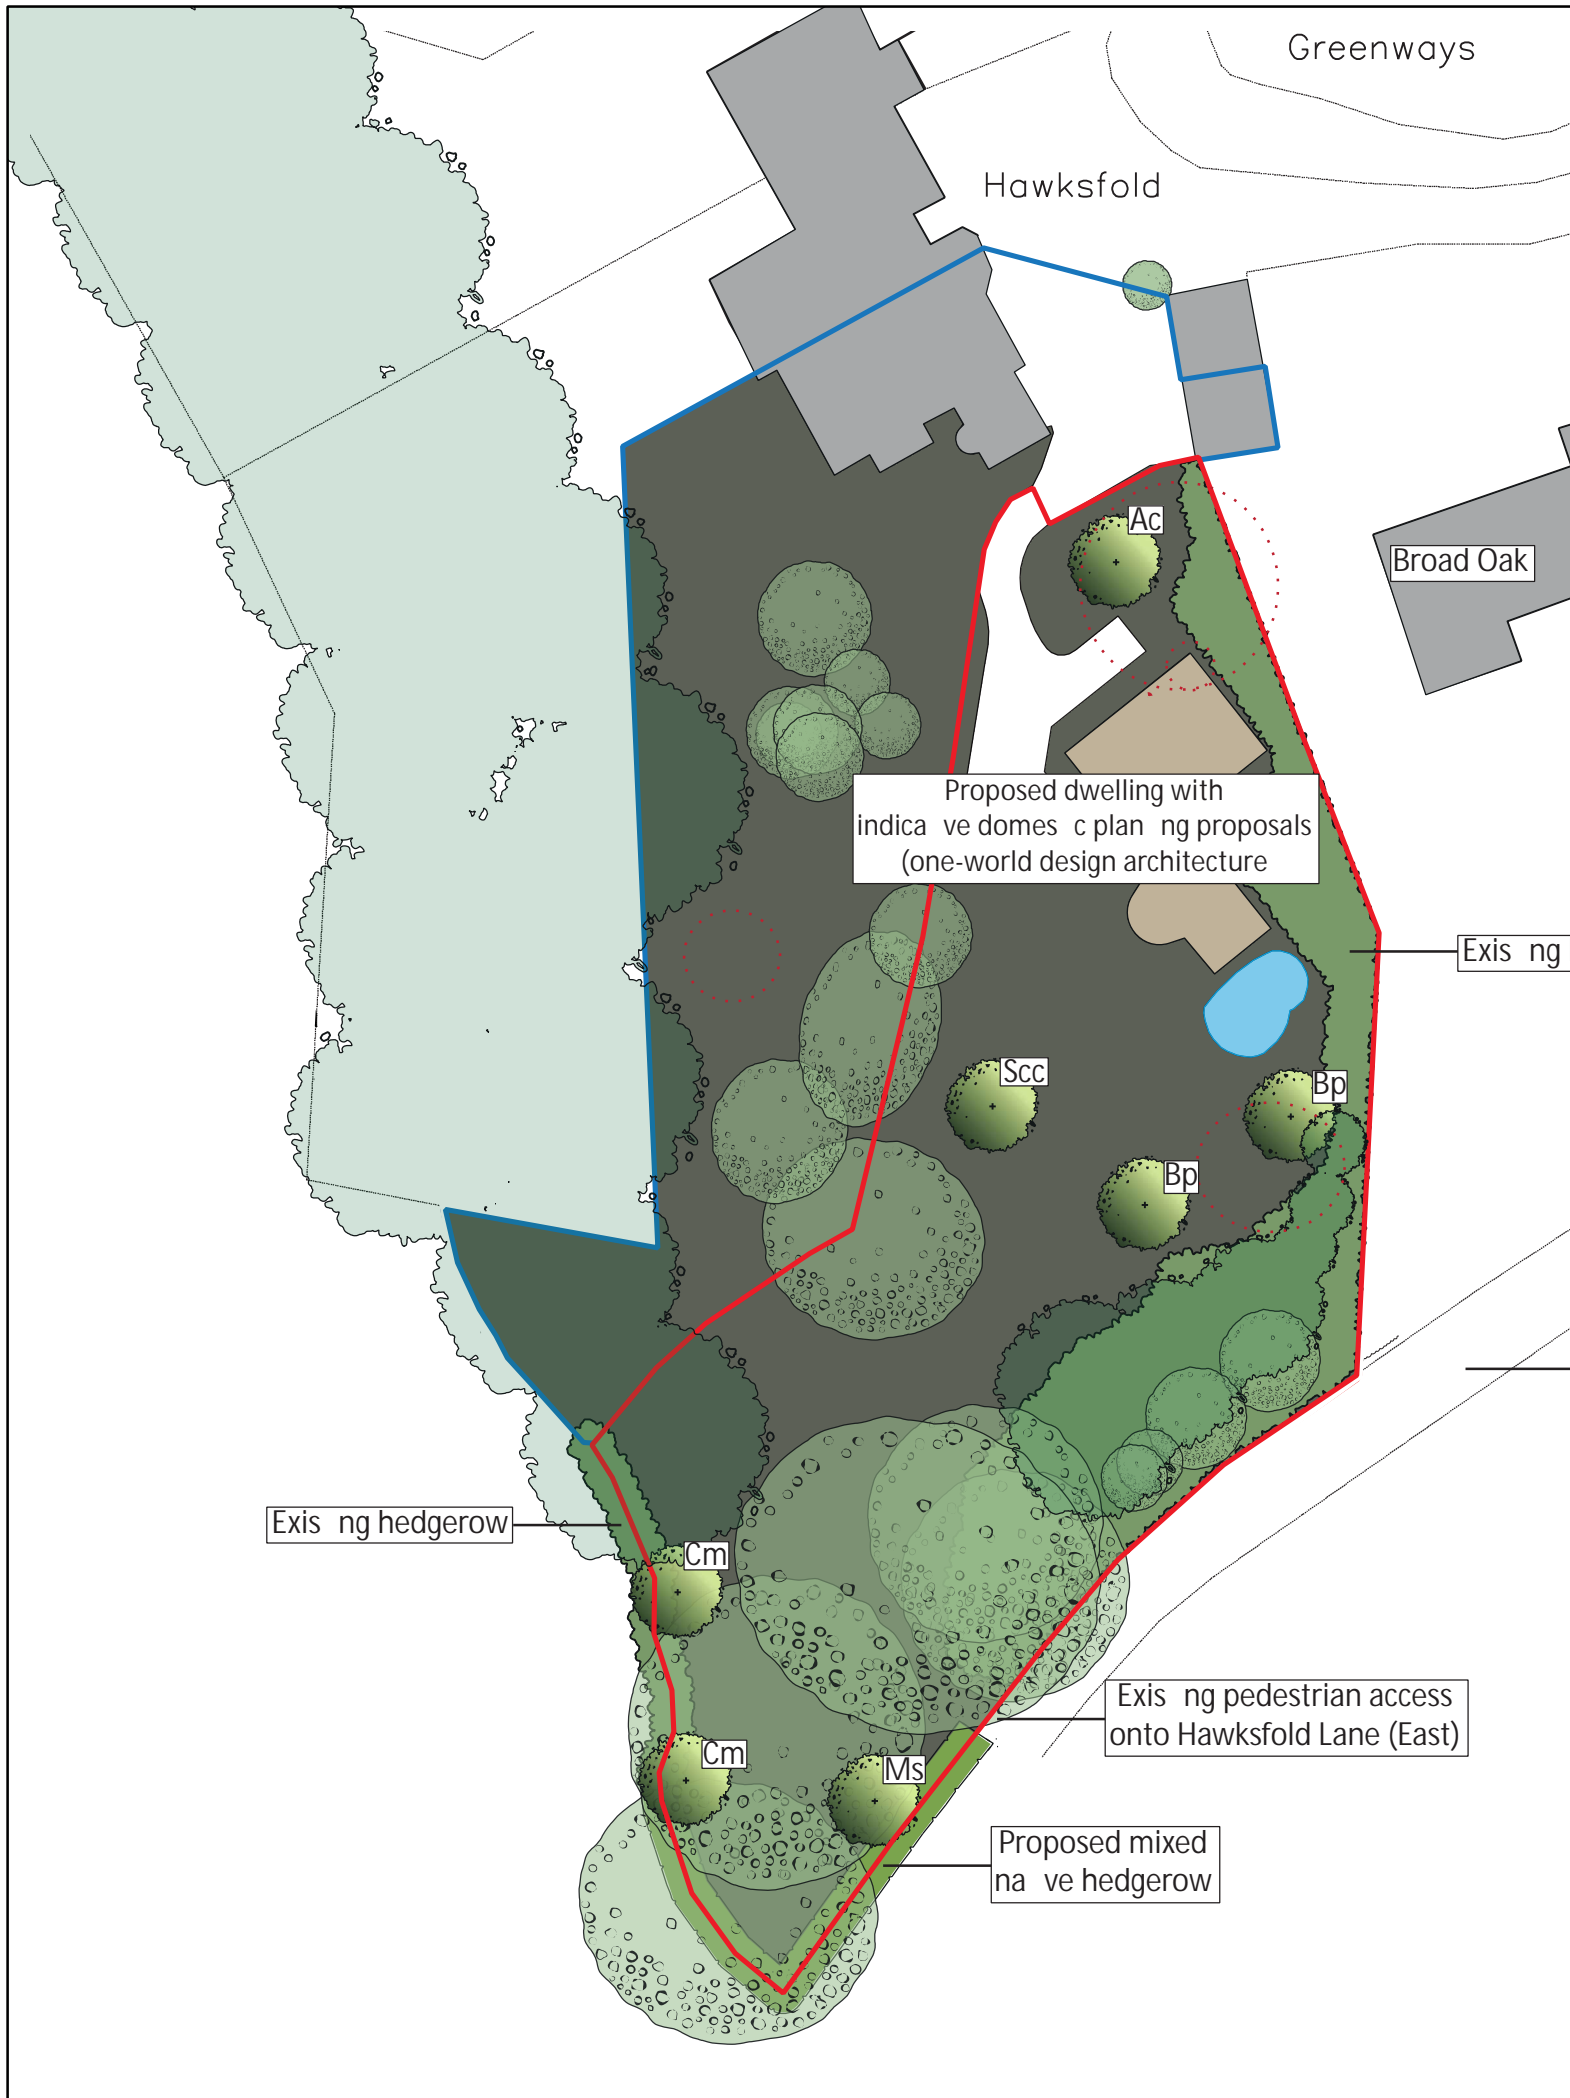 Greenways
Hawksfold
Ac
Broad Oak
Proposed dwelling with
indica ve domes c plan ng proposals
(one-world design architecture
Exis ng
Scc
Bp
Bp
Exis ng hedgerow
Cm
Exis ng pedestrian access
onto Hawksfold Lane (East)
Cm
Ms
Proposed mixed
na ve hedgerow